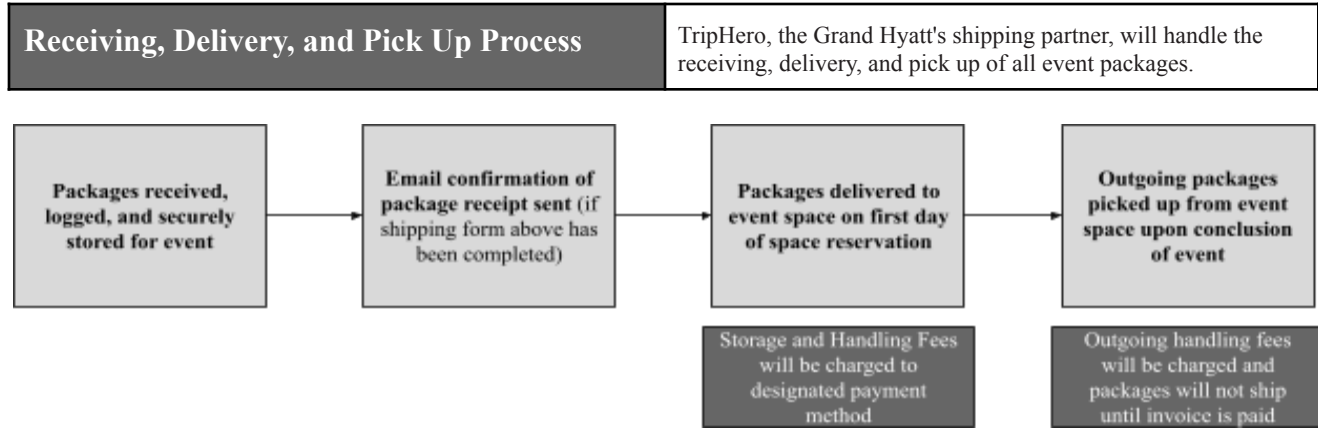 Receiving, Delivery, and Pick Up Process
TripHero, the Grand Hyatt's shipping partner, will handle the
receiving, delivery, and pick up of all event packages.
Packages received,
logged, and securely
stored for event
Email confirmation of
package receipt sent (if
shipping form above has
been completed)
Packages delivered to
event space on first day
of space reservation
Outgoing packages
picked up from event
space upon conclusion
of event
Storage and Handling Fees
will be charged to
designated payment
method
Outgoing handling fees
will be charged and
packages will not ship
until invoice is paid